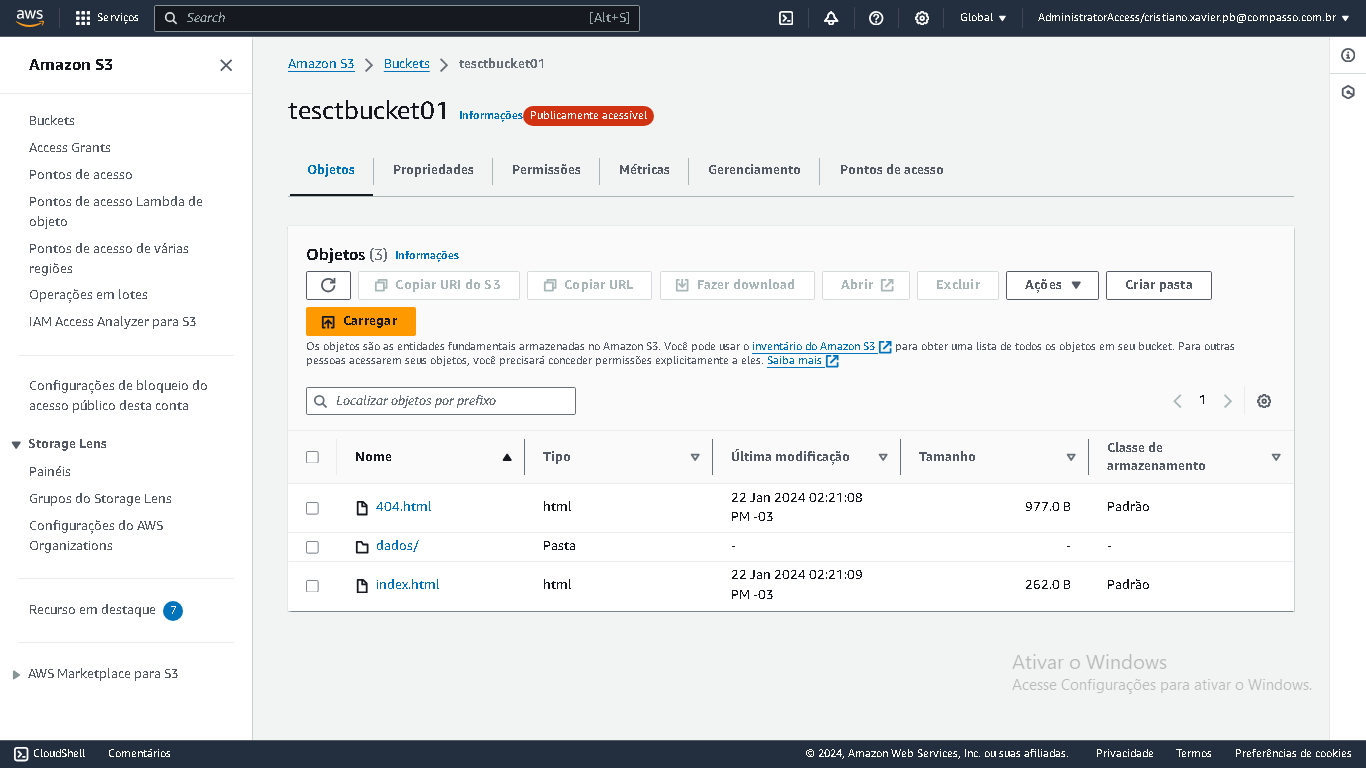 aws
Serviços
Search
[Alt+S]
Global
AdministratorAccess/cristiano.xavier.pb@compasso.com.br
Amazon S3
Buckets
Access Grants
Pontos de acesso
Pontos de acesso Lambda de
objeto
Pontos de acesso de várias
regiões
Operações em lotes
IAM Access Analyzer para S3
Configurações de bloqueio do
acesso público desta conta
Storage Lens
Painéis
Grupos do Storage Lens
Configurações do AWS
Organizations
Recurso em destaque 7
AWS Marketplace para S3
Amazon S3 Buckets tesctbucket01
tesctbucket01 Informações Publicamente acessível
Objetos Propriedades Permissões Métricas Gerenciamento Pontos de acesso
Objetos (3) Informações
Copiar URI do S3 Copiar URL Fazer download Abrir Excluir Ações Criar pasta
Carregar
Os objetos são as entidades fundamentais armazenadas no Amazon S3. Você pode usar o inventário do Amazon S3 para obter uma lista de todos os objetos em seu bucket. Para outras
pessoas acessarem seus objetos, você precisará conceder permissões explicitamente a eles. Saiba mais
Localizar objetos por prefixo
1
Nome Tipo Última modificação Tamanho Classe de
armazenamento
404.html html 22 Jan 2024 02:21:08
PM -03 977.0 B Padrão
dados/ Pasta - - -
index.html html 22 Jan 2024 02:21:09
PM -03 262.0 B Padrão
Ativar o Windows
Acesse Configurações para ativar o Windows.
CloudShell Comentários © 2024, Amazon Web Services, Inc. ou suas afiliadas. Privacidade Termos Preferências de cookies